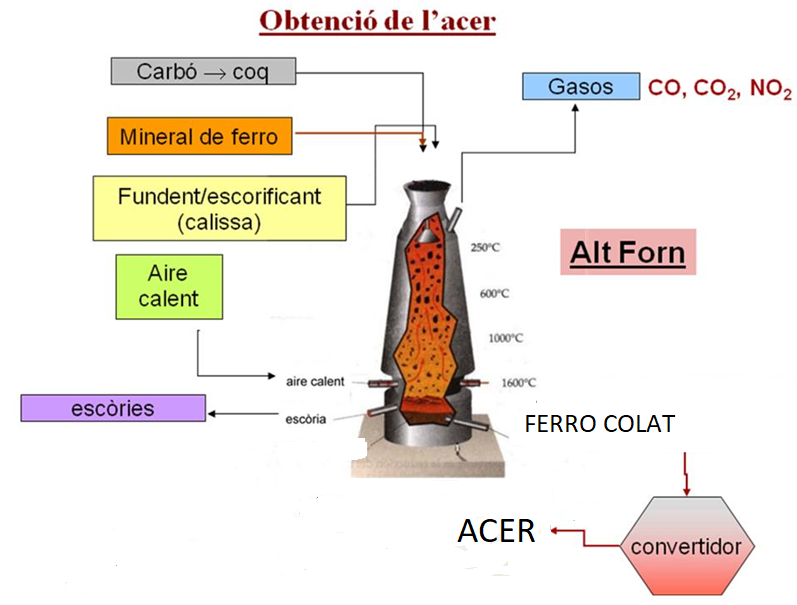 Obtenció de l'acer
Carbó → coq
Gasos
CO, CO₂, NO₂
Mineral de ferro
Fundent/escorificant
(calissa)
Alt Forn
250°C
Aire
calent
600°C
1000°C
aire calent
1600°C
escòries
escòria
FERRO COLAT
ACER
convertidor